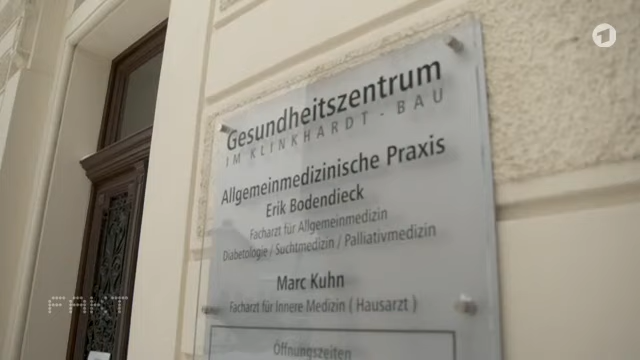 Gesundheitszentrum
IM KLINKHARDT - BAU
Allgemeinmedizinische Praxis
Erik Bodendieck
Facharzt für Allgemeinmedizin
Diabetologie / Suchtmedizin / Palliativmedizin
Marc Kuhn
Facharzt für Innere Medizin ( Hausarzt )
Öffnungszeiten
FAKT
1